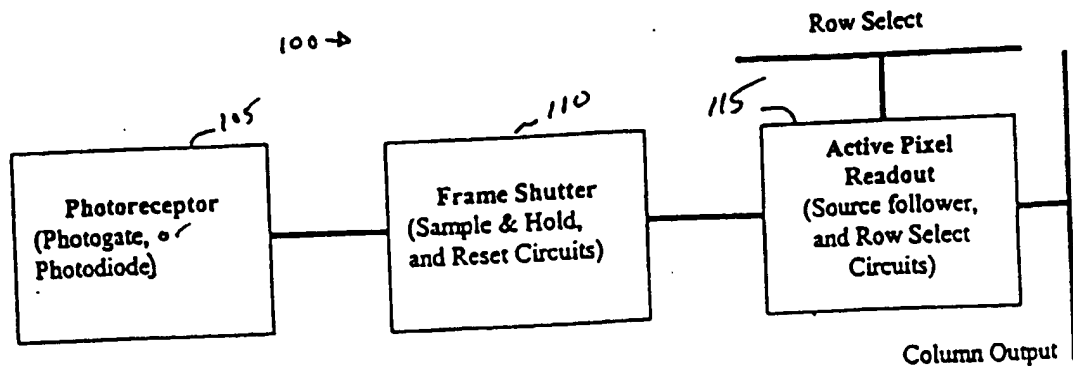 Row Select
100 →
105
110
115
Photoreceptor
(Photogate, or
Photodiode)
Frame Shutter
(Sample & Hold,
and Reset Circuits)
Active Pixel
Readout
(Source follower,
and Row Select
Circuits)
Column Output